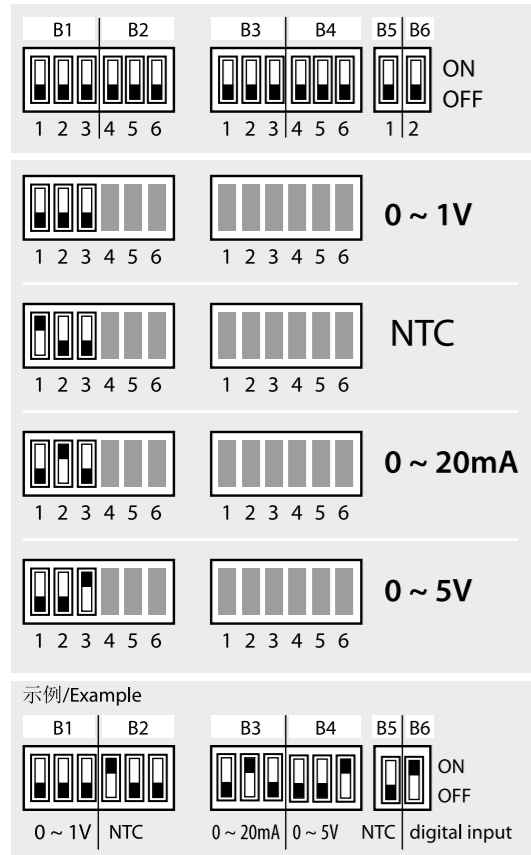 B1 B2 B3 B4 B5 B6
ON
OFF
1 2 3 4 5 6 1 2 3 4 5 6 1 2
0 ~ 1V
1 2 3 4 5 6 1 2 3 4 5 6
NTC
1 2 3 4 5 6 1 2 3 4 5 6
0 ~ 20mA
1 2 3 4 5 6 1 2 3 4 5 6
0 ~ 5V
1 2 3 4 5 6 1 2 3 4 5 6
示例/Example
B1 B2 B3 B4 B5 B6
ON
OFF
0 ~ 1V NTC 0 ~ 20mA 0 ~ 5V NTC digital input